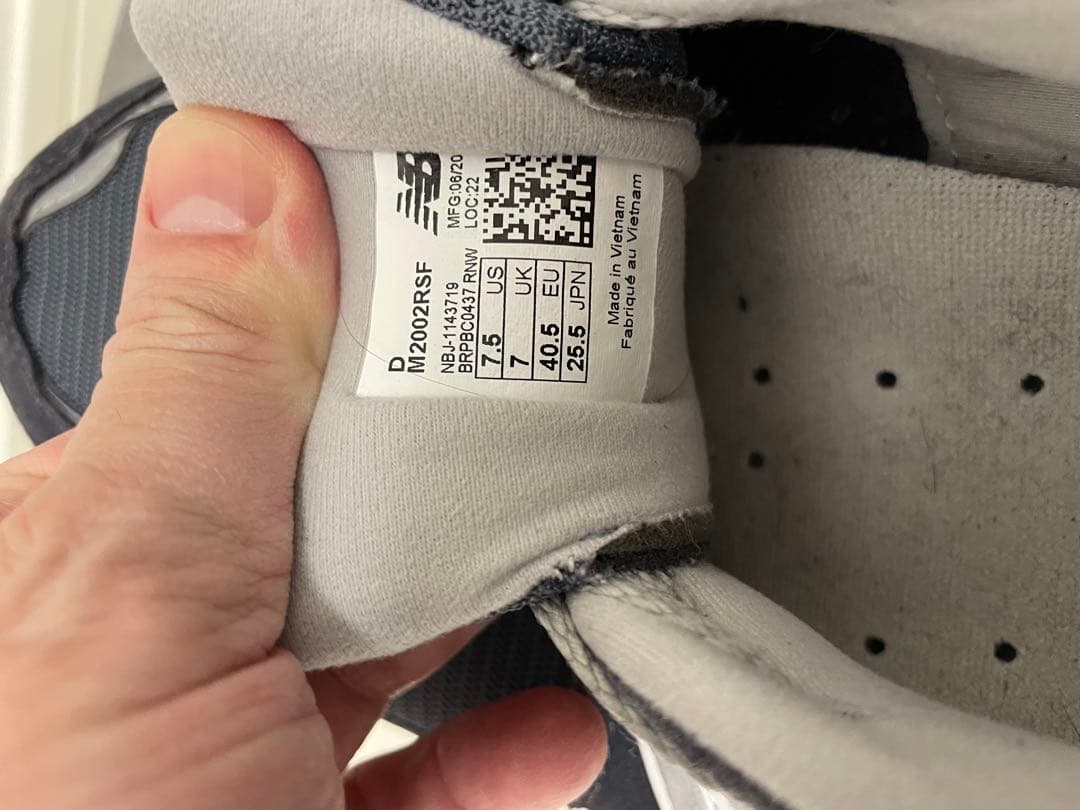 D
M2002RSF
NB
MFG:06/20
NBJ-1143719
LOC:22
BRPBC0437 RNW
7.5 US
7 UK
40.5 EU
25.5 JPN
Made in Vietnam
Fabriqué au Vietnam